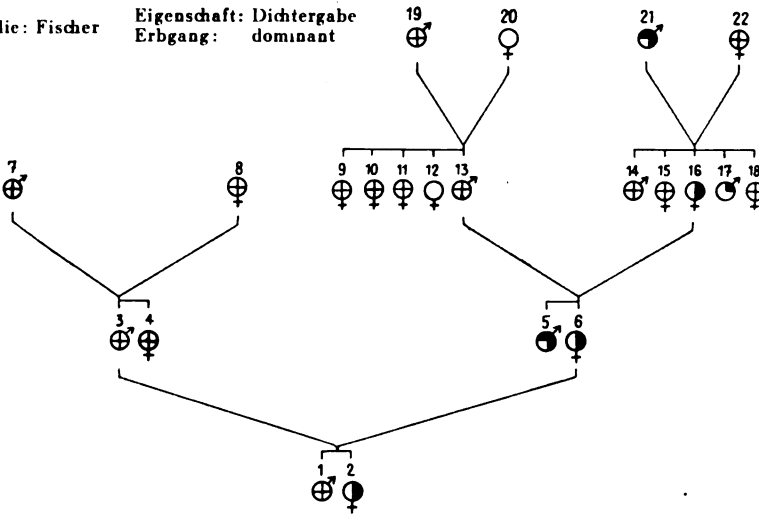 lie: Fischer Eigenschaft: Dichtergabe
Erbgang: dominant
19 20 21 22
7 8 9 10 11 12 13 14 15 16 17 18
3 4 5 6
1 2